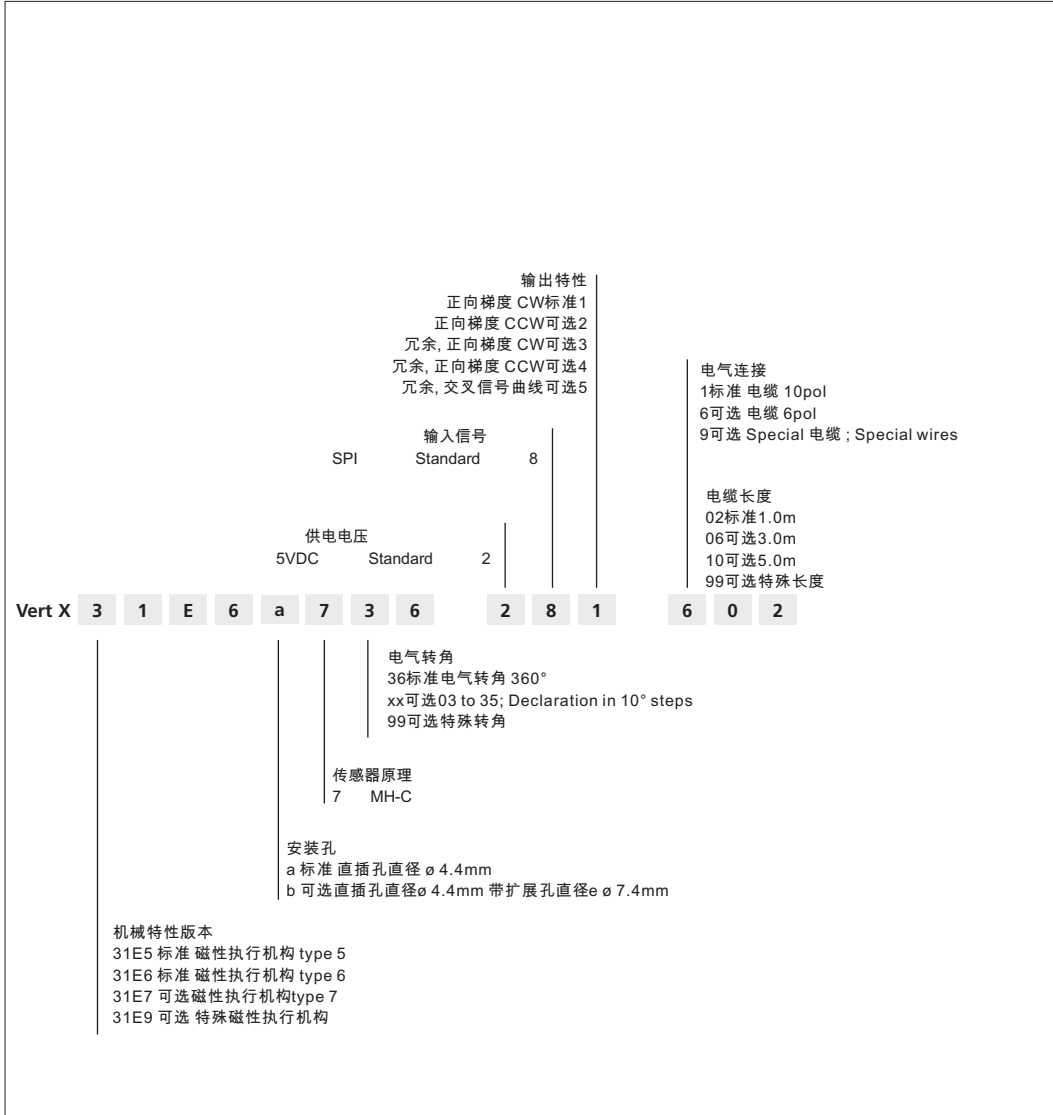 输出特性
正向梯度 CW标准1
正向梯度 CCW可选2
冗余, 正向梯度 CW可选3
冗余, 正向梯度 CCW可选4
冗余, 交叉信号曲线可选5
电气连接
1标准 电缆 10pol
6可选 电缆 6pol
9可选 Special 电缆 ; Special wires
输入信号
SPI Standard 8
电缆长度
02标准1.0m
06可选3.0m
10可选5.0m
99可选特殊长度
供电电压
5VDC Standard 2
Vert X 3 1 E 6 a 7 3 6 2 8 1 6 0 2
电气转角
36标准电气转角 360°
xx可选03 to 35; Declaration in 10° steps
99可选特殊转角
传感器原理
7 MH-C
安装孔
a 标准 直插孔直径 ø 4.4mm
b 可选直插孔直径ø 4.4mm 带扩展孔直径e ø 7.4mm
机械特性版本
31E5 标准 磁性执行机构 type 5
31E6 标准 磁性执行机构 type 6
31E7 可选磁性执行机构type 7
31E9 可选 特殊磁性执行机构